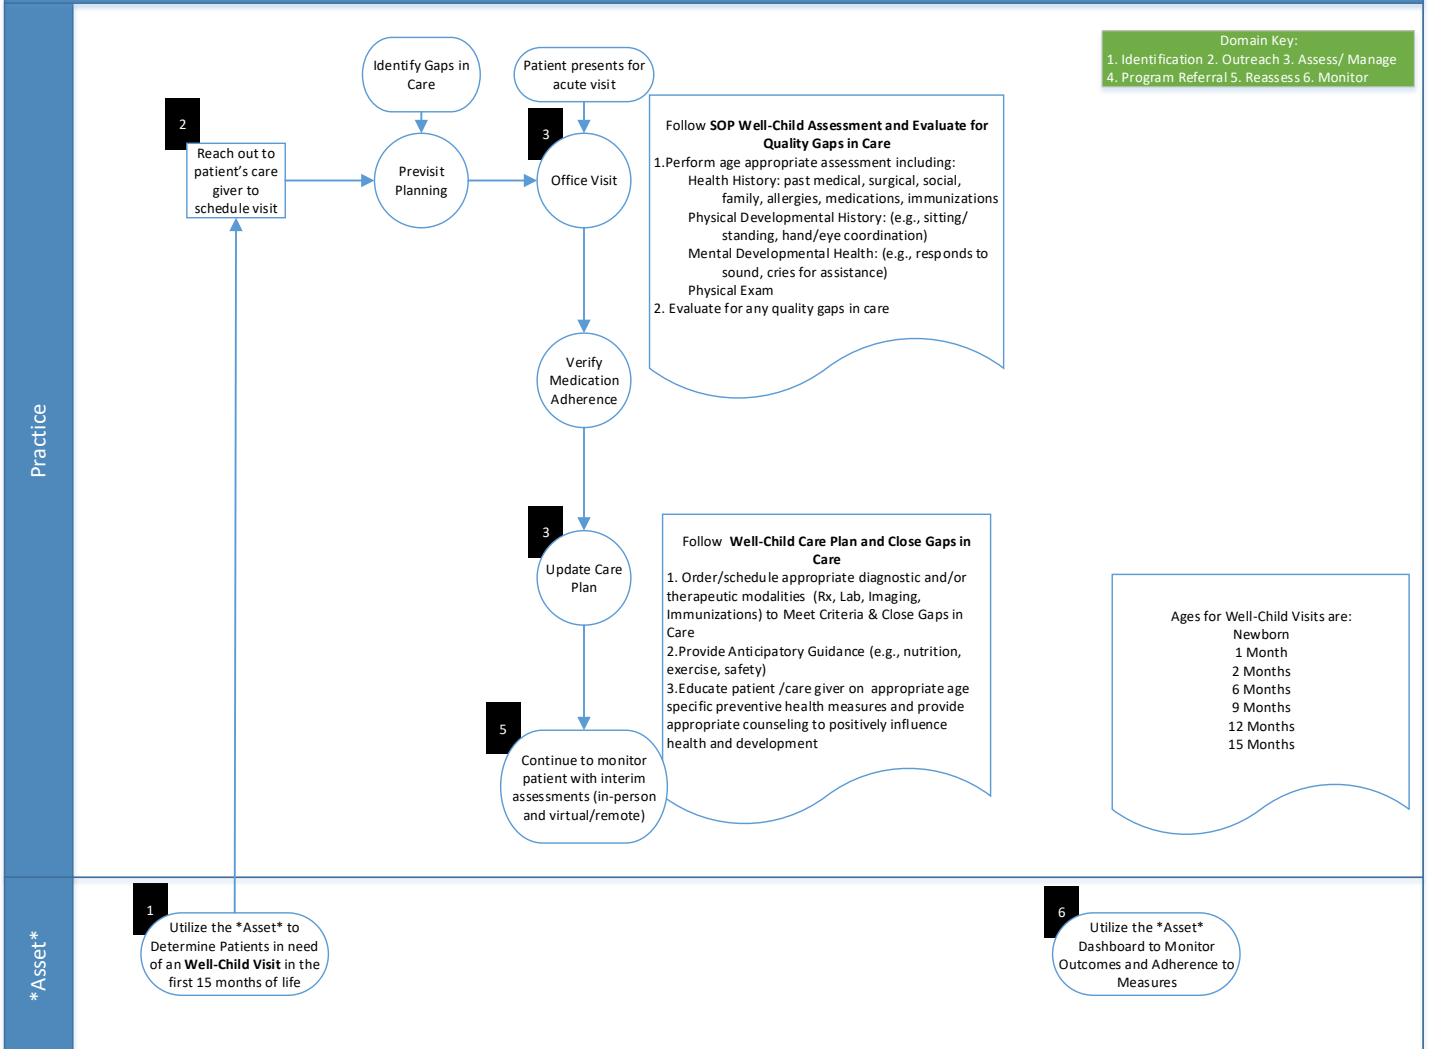 Domain Key:
1. Identification 2. Outreach 3. Assess/ Manage
4. Program Referral 5. Reassess 6. Monitor
Identify Gaps in
Care
Patient presents for
acute visit
2
Reach out to
patient's care
giver to
schedule visit
Previsit
Planning
3
Office Visit
Follow SOP Well-Child Assessment and Evaluate for
Quality Gaps in Care
1.Perform age appropriate assessment including:
Health History: past medical, surgical, social,
family, allergies, medications, immunizations
Physical Developmental History: (e.g., sitting/
standing, hand/eye coordination)
Mental Developmental Health: (e.g., responds to
sound, cries for assistance)
Physical Exam
2. Evaluate for any quality gaps in care
Verify
Medication
Adherence
Practice
3
Update Care
Plan
Follow Well-Child Care Plan and Close Gaps in
Care
1. Order/schedule appropriate diagnostic and/or
therapeutic modalities (Rx, Lab, Imaging,
Immunizations) to Meet Criteria & Close Gaps in
Care
2.Provide Anticipatory Guidance (e.g., nutrition,
exercise, safety)
3.Educate patient /care giver on appropriate age
specific preventive health measures and provide
appropriate counseling to positively influence
health and development
Ages for Well-Child Visits are:
Newborn
1 Month
2 Months
6 Months
9 Months
12 Months
15 Months
5
Continue to monitor
patient with interim
assessments (in-person
and virtual/remote)
*Asset*
1
Utilize the *Asset* to
Determine Patients in need
of an Well-Child Visit in the
first 15 months of life
6
Utilize the *Asset*
Dashboard to Monitor
Outcomes and Adherence to
Measures